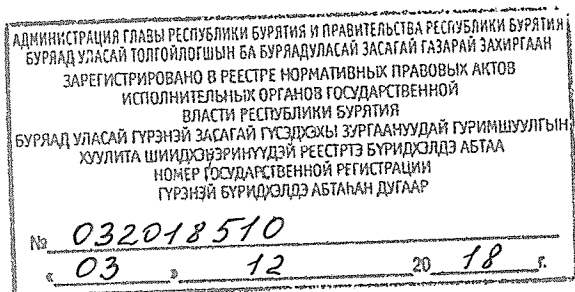 АДМИНИСТРАЦИЯ ГЛАВЫ РЕСПУБЛИКИ БУРЯТИЯ И ПРАВИТЕЛЬСТВА РЕСПУБЛИКИ БУРЯТИЯ
БУРЯАД УЛАСАЙ ТОЛГОЙЛОГШЫН БА БУРЯАДУЛАСАЙ ЗАСАГАЙ ГАЗАРАЙ ЗАХИРГААН
ЗАРЕГИСТРИРОВАНО В РЕЕСТРЕ НОРМАТИВНЫХ ПРАВОВЫХ АКТОВ
ИСПОЛНИТЕЛЬНЫХ ОРГАНОВ ГОСУДАРСТВЕННОЙ
ВЛАСТИ РЕСПУБЛИКИ БУРЯТИЯ
БУРЯАД УЛАСАЙ ГҮРЭНЭЙ ЗАСАГАЙ ГҮСЭДХЭХЫ ЗУРГААНУУДАЙ ГУРИМШУУЛГЫН
ХУУЛИТА ШИИДХЭБЭРИНҮҮДЭЙ РЕЕСТРТЭ БҮРИДХЭЛДЭ АБТАА
НОМЕР ГОСУДАРСТВЕННОЙ РЕГИСТРАЦИИ
ГҮРЭНЭЙ БҮРИДХЭЛДЭ АБТАҺАН ДУГААР
№ 032018510
« 03 » 12 20 18 г.